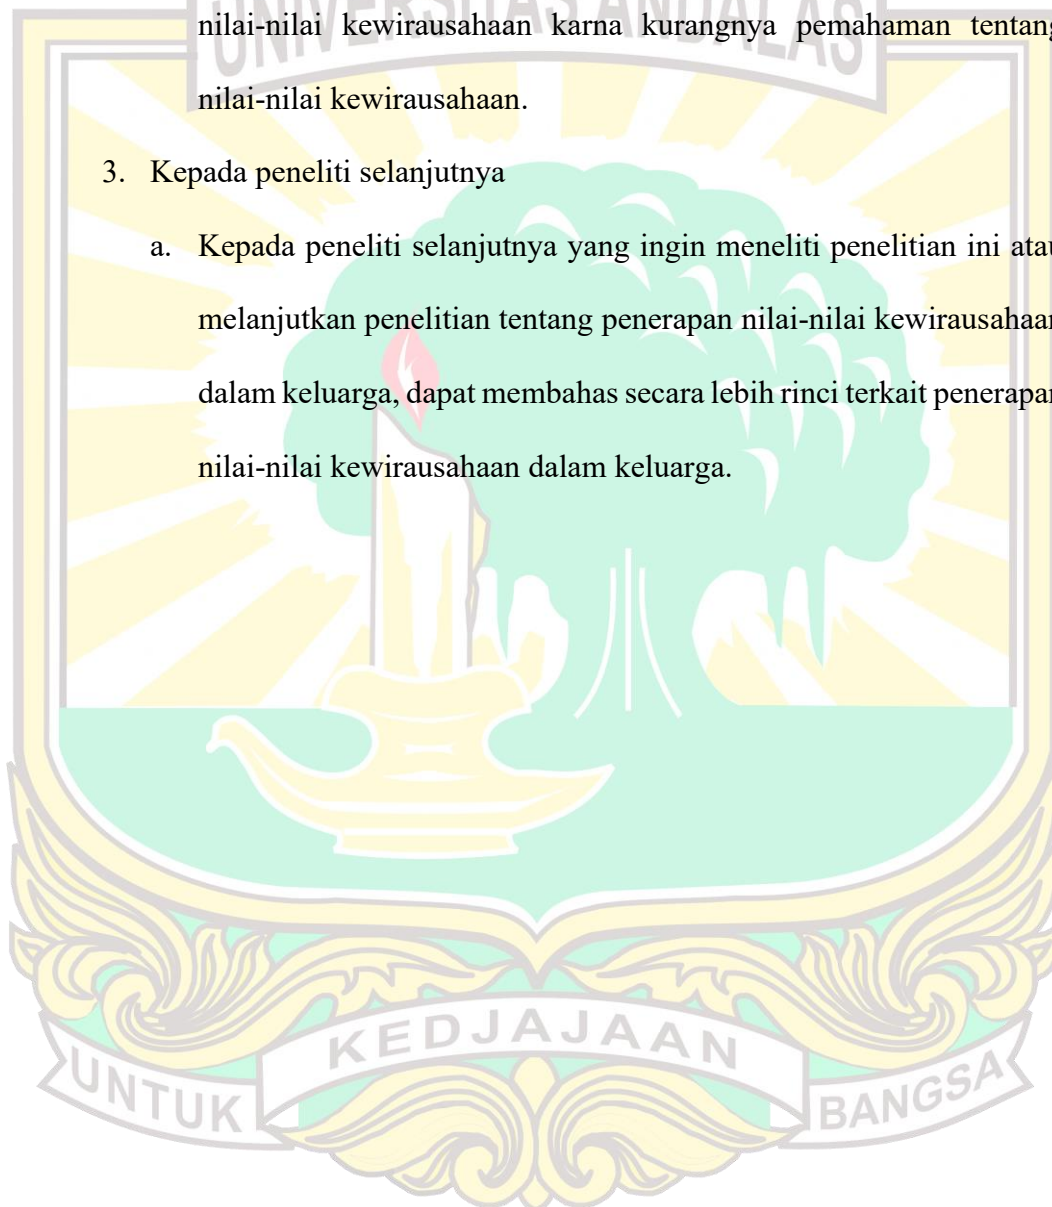 UNIVERSITAS ANDALAS
nilai-nilai kewirausahaan karna kurangnya pemahaman tentang
nilai-nilai kewirausahaan.
3. Kepada peneliti selanjutnya
a. Kepada peneliti selanjutnya yang ingin meneliti penelitian ini atau
melanjutkan penelitian tentang penerapan nilai-nilai kewirausahaan
dalam keluarga, dapat membahas secara lebih rinci terkait penerapan
nilai-nilai kewirausahaan dalam keluarga.
UNTUK KEDJAJAAN BANGSA